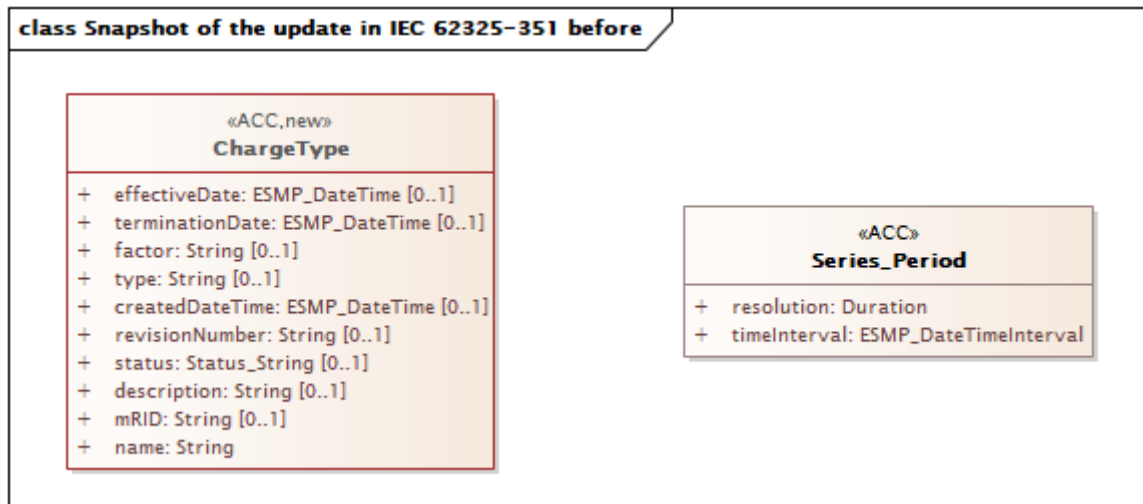 class Snapshot of the update in IEC 62325-351 before
«ACC,new»
ChargeType
+ effectiveDate: ESMP_DateTime [0..1]
+ terminationDate: ESMP_DateTime [0..1]
+ factor: String [0..1]
+ type: String [0..1]
+ createdDateTime: ESMP_DateTime [0..1]
+ revisionNumber: String [0..1]
+ status: Status_String [0..1]
+ description: String [0..1]
+ mRID: String [0..1]
+ name: String
«ACC»
Series_Period
+ resolution: Duration
+ timeInterval: ESMP_DateTimeInterval